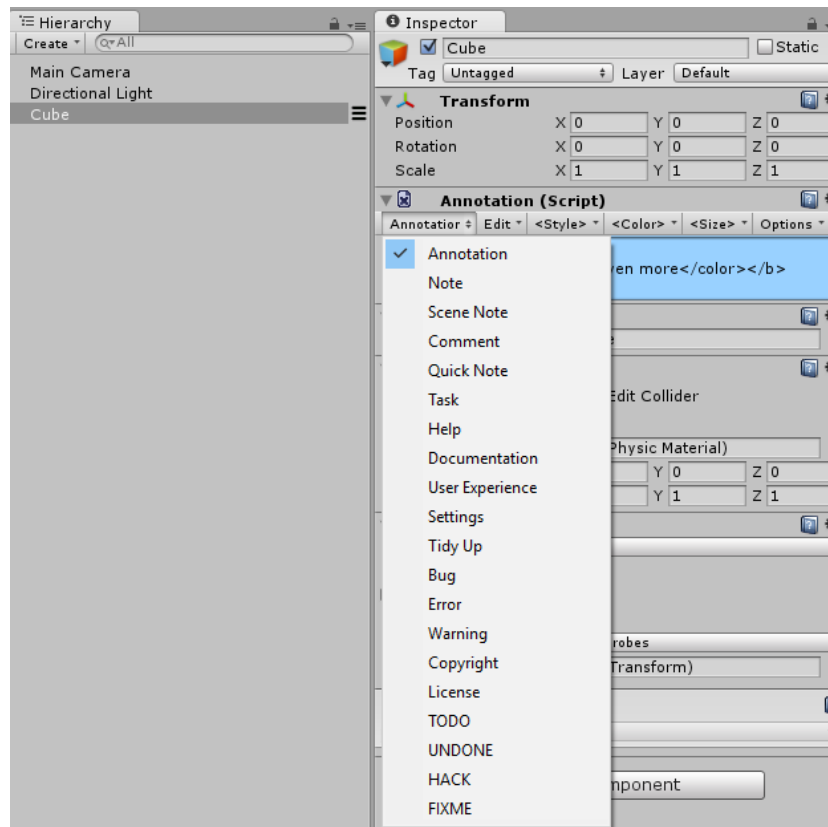 Hierarchy
Create
All
Main Camera
Directional Light
Cube
Inspector
Cube
Static
Tag Untagged Layer Default
Transform
Position X 0 Y 0 Z 0
Rotation X 0 Y 0 Z 0
Scale X 1 Y 1 Z 1
Annotation (Script)
Annotatior Edit <Style> <Color> <Size> Options
Annotation
Note
Scene Note
Comment
Quick Note
Task
Help
Documentation
User Experience
Settings
Tidy Up
Bug
Error
Warning
Copyright
License
TODO
UNDONE
HACK
FIXME
ven more</color></b>
Edit Collider
Physic Material)
Y 0 Z 0
Y 1 Z 1
robes
Transform)
mponent